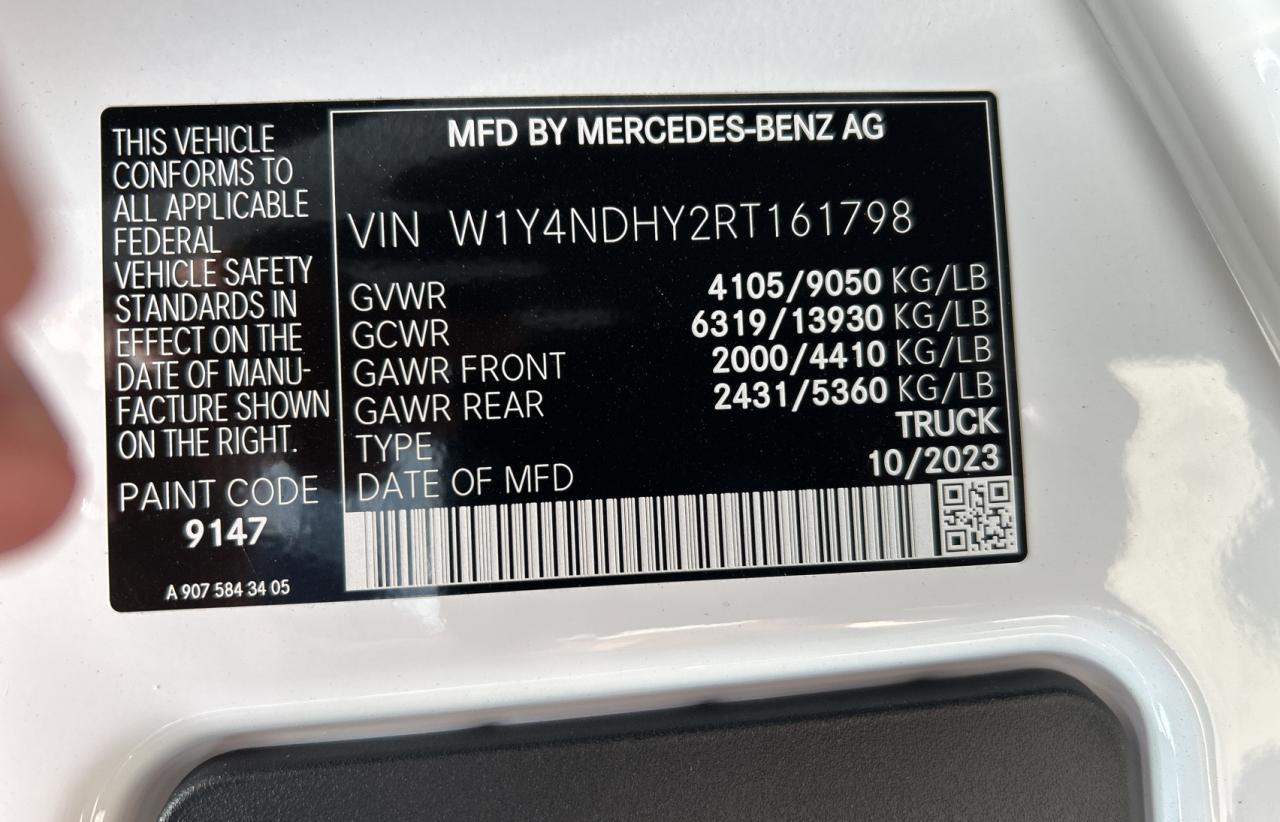 THIS VEHICLE
CONFORMS TO
ALL APPLICABLE
FEDERAL
VEHICLE SAFETY
STANDARDS IN
EFFECT ON THE
DATE OF MANU-
FACTURE SHOWN
ON THE RIGHT.
PAINT CODE
9147
A 907 584 34 05
MFD BY MERCEDES-BENZ AG
VIN W1Y4NDHY2RT161798
GVWR 4105/9050 KG/LB
GCWR 6319/13930 KG/LB
GAWR FRONT 2000/4410 KG/LB
GAWR REAR 2431/5360 KG/LB
TYPE TRUCK
DATE OF MFD 10/2023